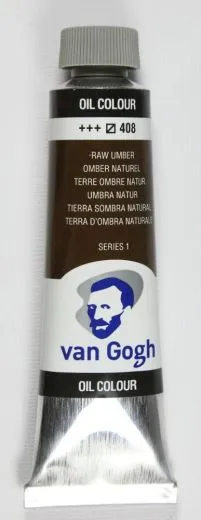 OIL COLOUR
+++ 408
RAW UMBER
OMBER NATUREL
TERRE OMBRE NATUR.
UMBRA NATUR
TIERRA SOMBRA NATURAL
TERRA D'OMBRA NATURALE
SERIES 1
van Gogh
OIL COLOUR